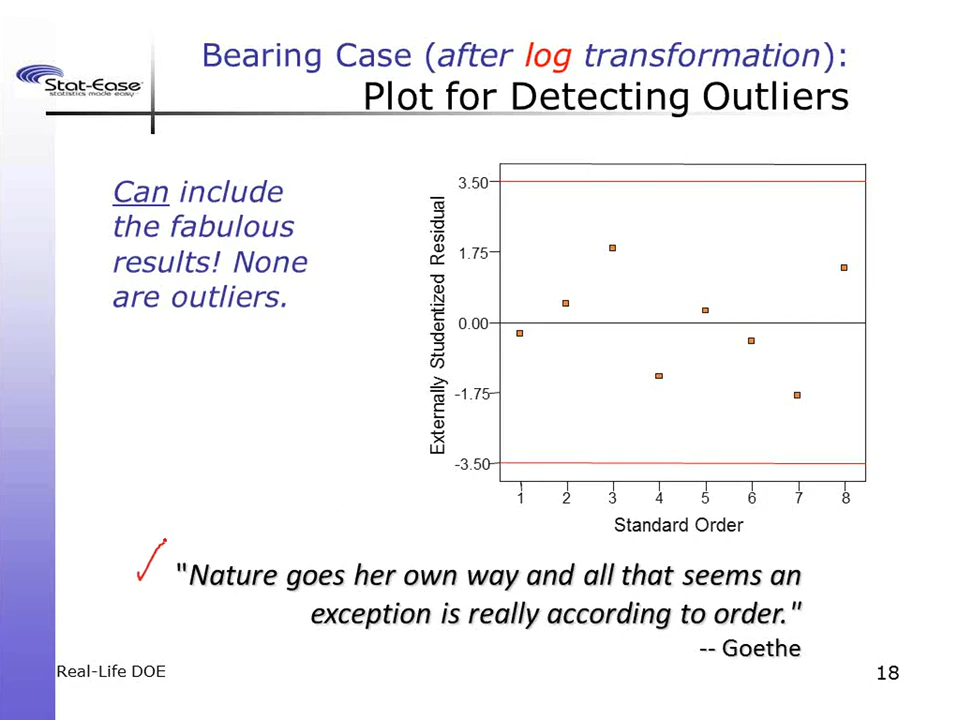 Bearing Case (after log transformation):
Plot for Detecting Outliers
Stat-Ease
statistics made easy
Can include
the fabulous
results! None
are outliers.
Externally Studentized Residual
3.50
1.75
0.00
-1.75
-3.50
1 2 3 4 5 6 7 8
Standard Order
"Nature goes her own way and all that seems an
exception is really according to order."
-- Goethe
Real-Life DOE
18